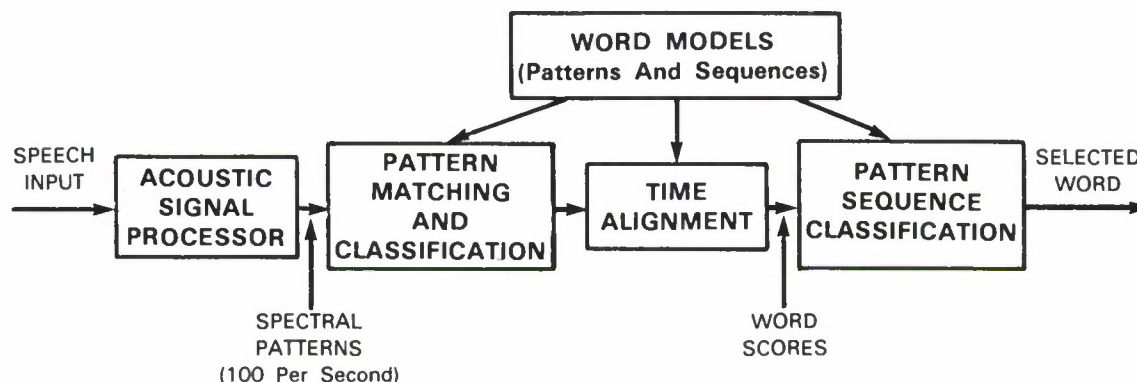 WORD MODELS
(Patterns And Sequences)
SPEECH
INPUT
ACOUSTIC
SIGNAL
PROCESSOR
PATTERN
MATCHING
AND
CLASSIFICATION
TIME
ALIGNMENT
PATTERN
SEQUENCE
CLASSIFICATION
SELECTED
WORD
SPECTRAL
PATTERNS
(100 Per Second)
WORD
SCORES